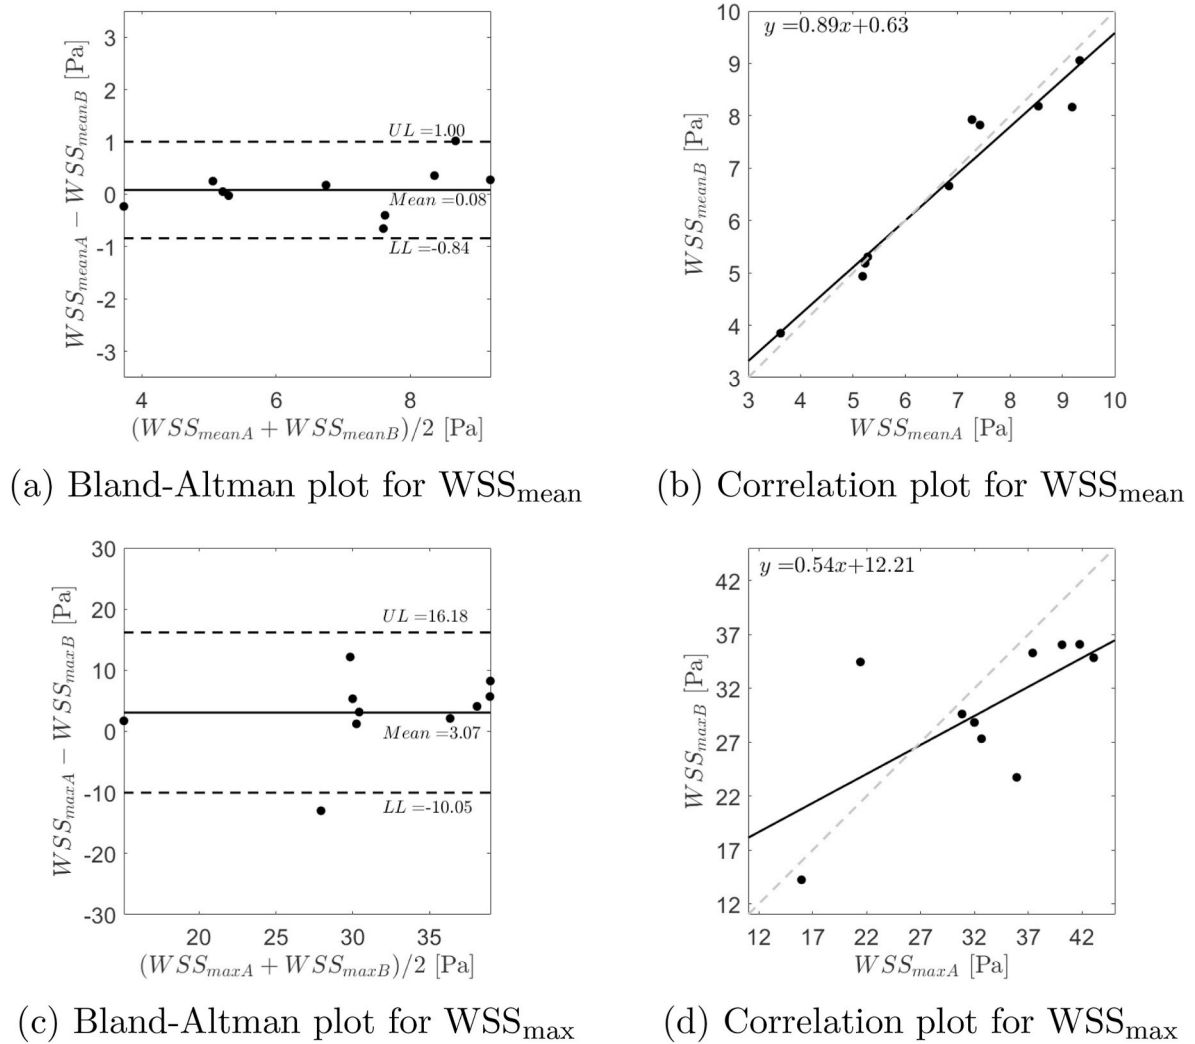 3
2
1
0
-1
-2
-3
WSS_meanA − WSS_meanB [Pa]
UL =1.00
Mean =0.08
LL =-0.84
4 6 8
(WSS_meanA + WSS_meanB)/2 [Pa]
y =0.89x+0.63
10
9
8
7
6
5
4
3
WSS_meanB [Pa]
3 4 5 6 7 8 9 10
WSS_meanA [Pa]
(a) Bland-Altman plot for WSS_mean
(b) Correlation plot for WSS_mean
30
20
10
0
-10
-20
-30
WSS_maxA − WSS_maxB [Pa]
UL =16.18
Mean =3.07
LL =-10.05
20 30 35
(WSS_maxA + WSS_maxB)/2 [Pa]
y =0.54x+12.21
42
37
32
27
22
17
12
WSS_maxB [Pa]
12 17 22 27 32 37 42
WSS_maxA [Pa]
(c) Bland-Altman plot for WSS_max
(d) Correlation plot for WSS_max